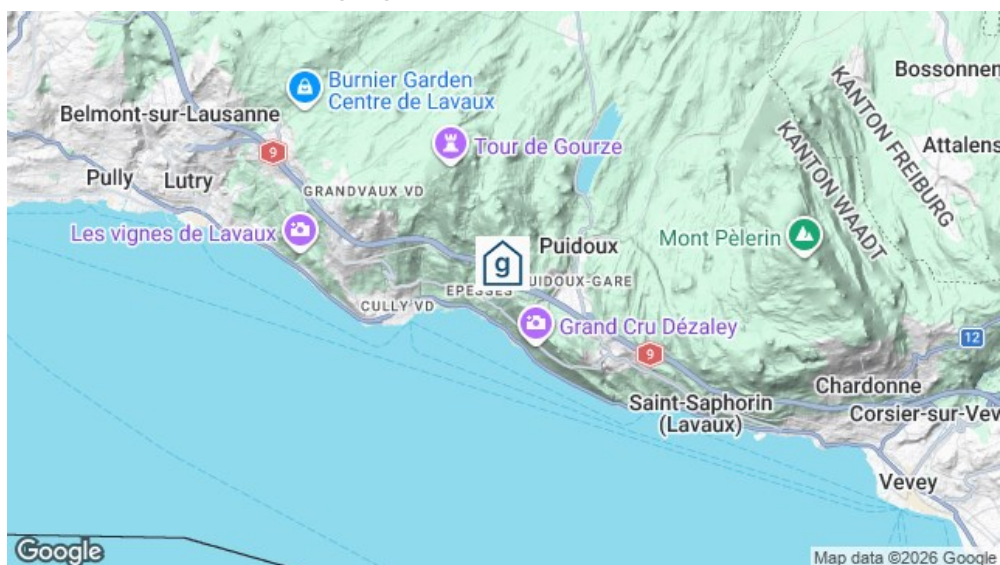 Burnier Garden
Centre de Lavaux
Bossonnen
Belmont-sur-Lausanne
9
Tour de Gourze
KANTON FREIBURG
KANTON WAADT
Attalens
Pully
Lutry
GRANDVAUX VD
Les vignes de Lavaux
Puidoux
Mont Pèlerin
g
EPESSES
UIDOUX-GARE
CULLY VD
Grand Cru Dézaley
9
12
Chardonne
Saint-Saphorin
(Lavaux)
Corsier-sur-Vev
Vevey
Google
Map data ©2026 Google